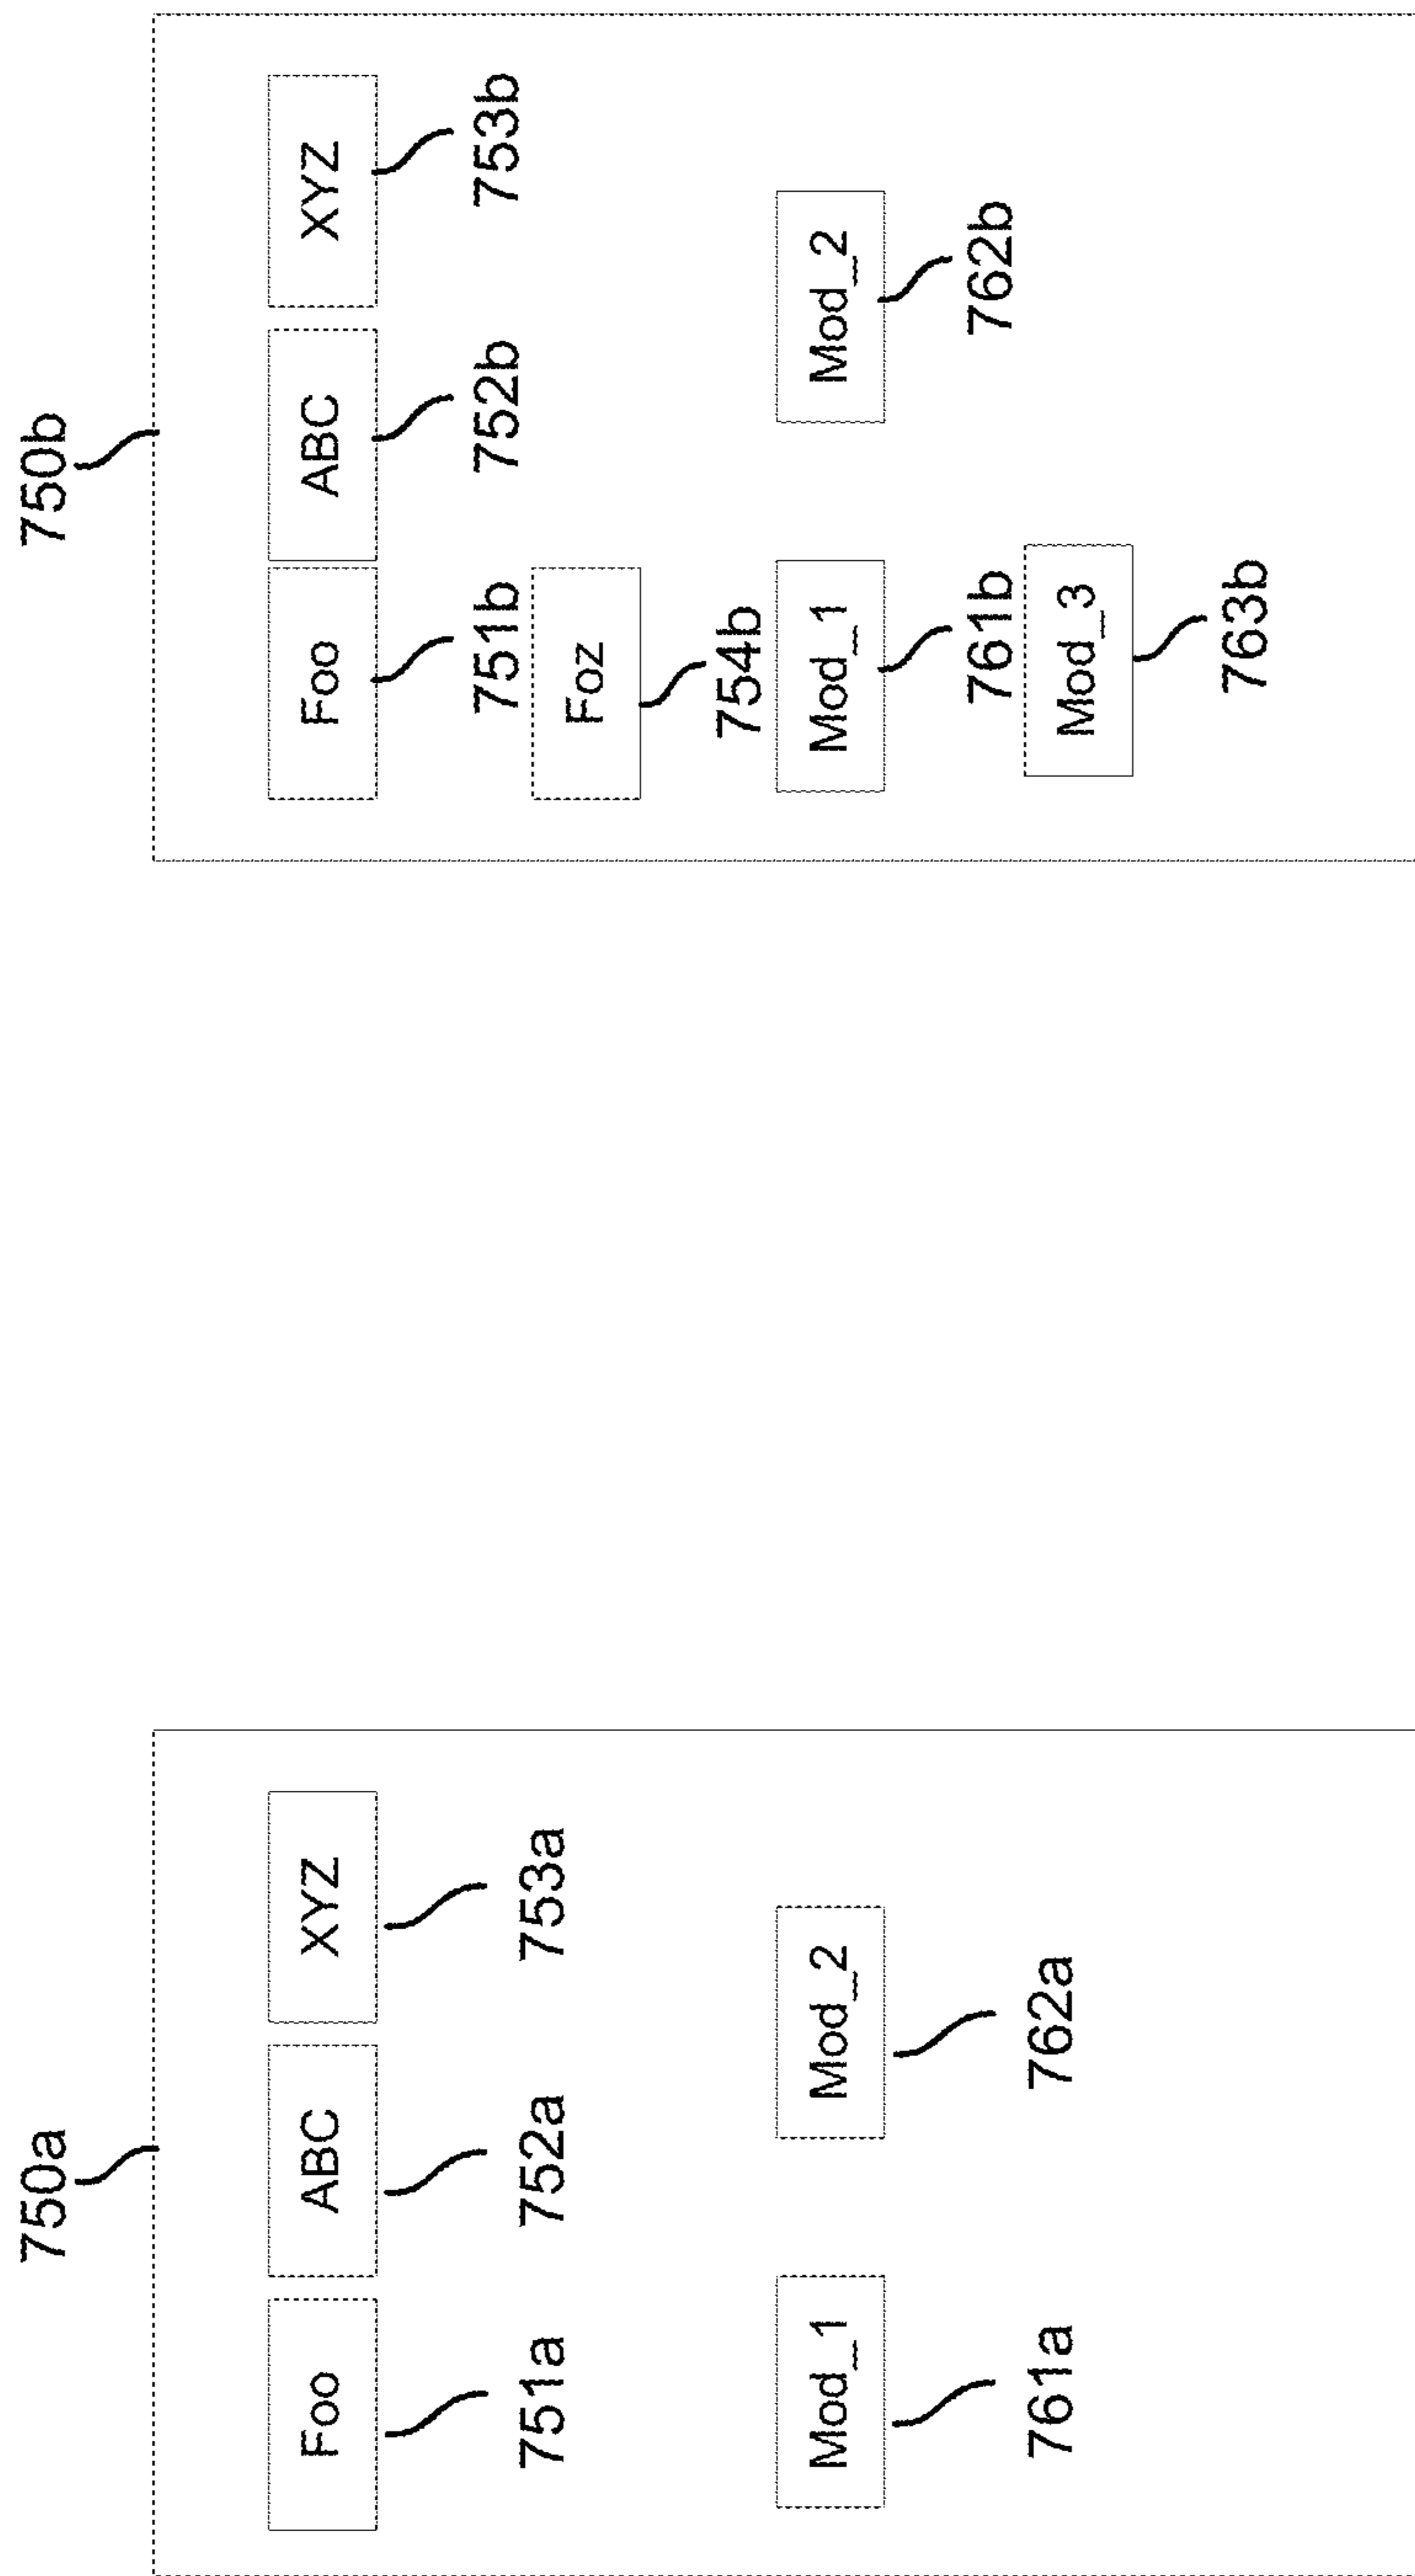 750a
Foo
ABC
XYZ
751a
752a
753a
Mod_1
Mod_2
761a
762a
750b
Foo
ABC
XYZ
751b
752b
753b
Foz
754b
Mod_1
Mod_2
761b
762b
Mod_3
763b